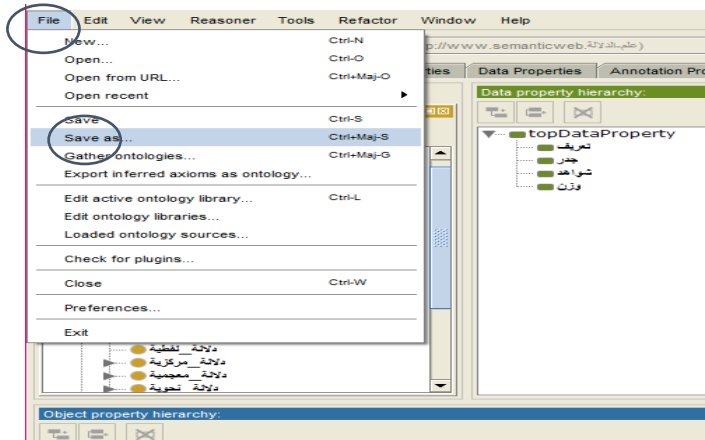 File Edit View Reasoner Tools Refactor Window Help
New... Ctrl-N
Open... Ctrl-O
Open from URL... Ctrl+Maj-O
Open recent
Save Ctrl-S
Save as... Ctrl+Maj-S
Gather ontologies... Ctrl+Maj-G
Export inferred axioms as ontology...
Edit active ontology library... Ctrl-L
Edit ontology libraries...
Loaded ontology sources...
Check for plugins...
Close Ctrl-W
Preferences...
Exit
p://www.semanticweb.علم_الدلالة)
ties Data Properties Annotation Pro
Data property hierarchy:
topDataProperty
تعريف
جدر
شواهد
وزن
دلالة_لفظية
دلالة_مركزية
دلالة_معجمية
دلالة_نحوية
Object property hierarchy: